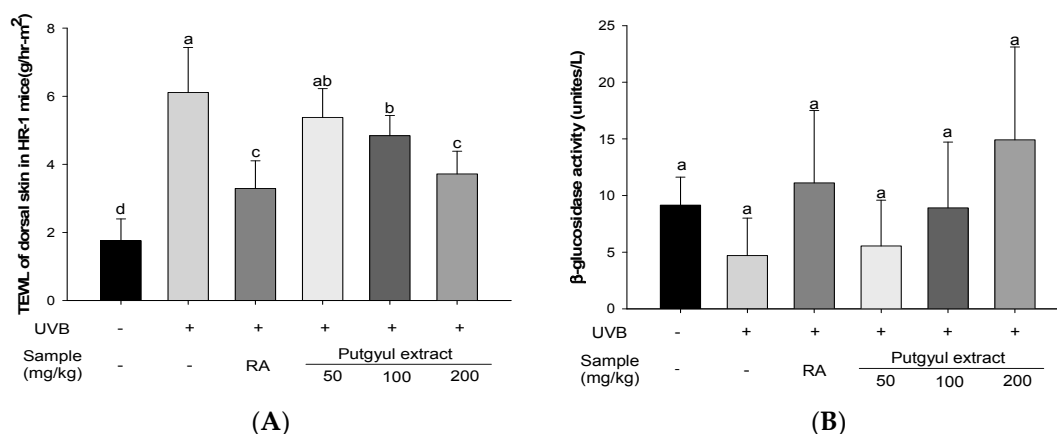 TEWL of dorsal skin in HR-1 mice(g/hr-m²)
8
6
4
2
0
a
ab
b
c
c
d
UVB - + + + + +
Sample
(mg/kg)
- - RA Putgyul extract
50 100 200
(A)
β-glucosidase activity (unites/L)
25
20
15
10
5
0
a
a
a
a
a
a
UVB - + + + + +
Sample
(mg/kg)
- - RA Putgyul extract
50 100 200
(B)